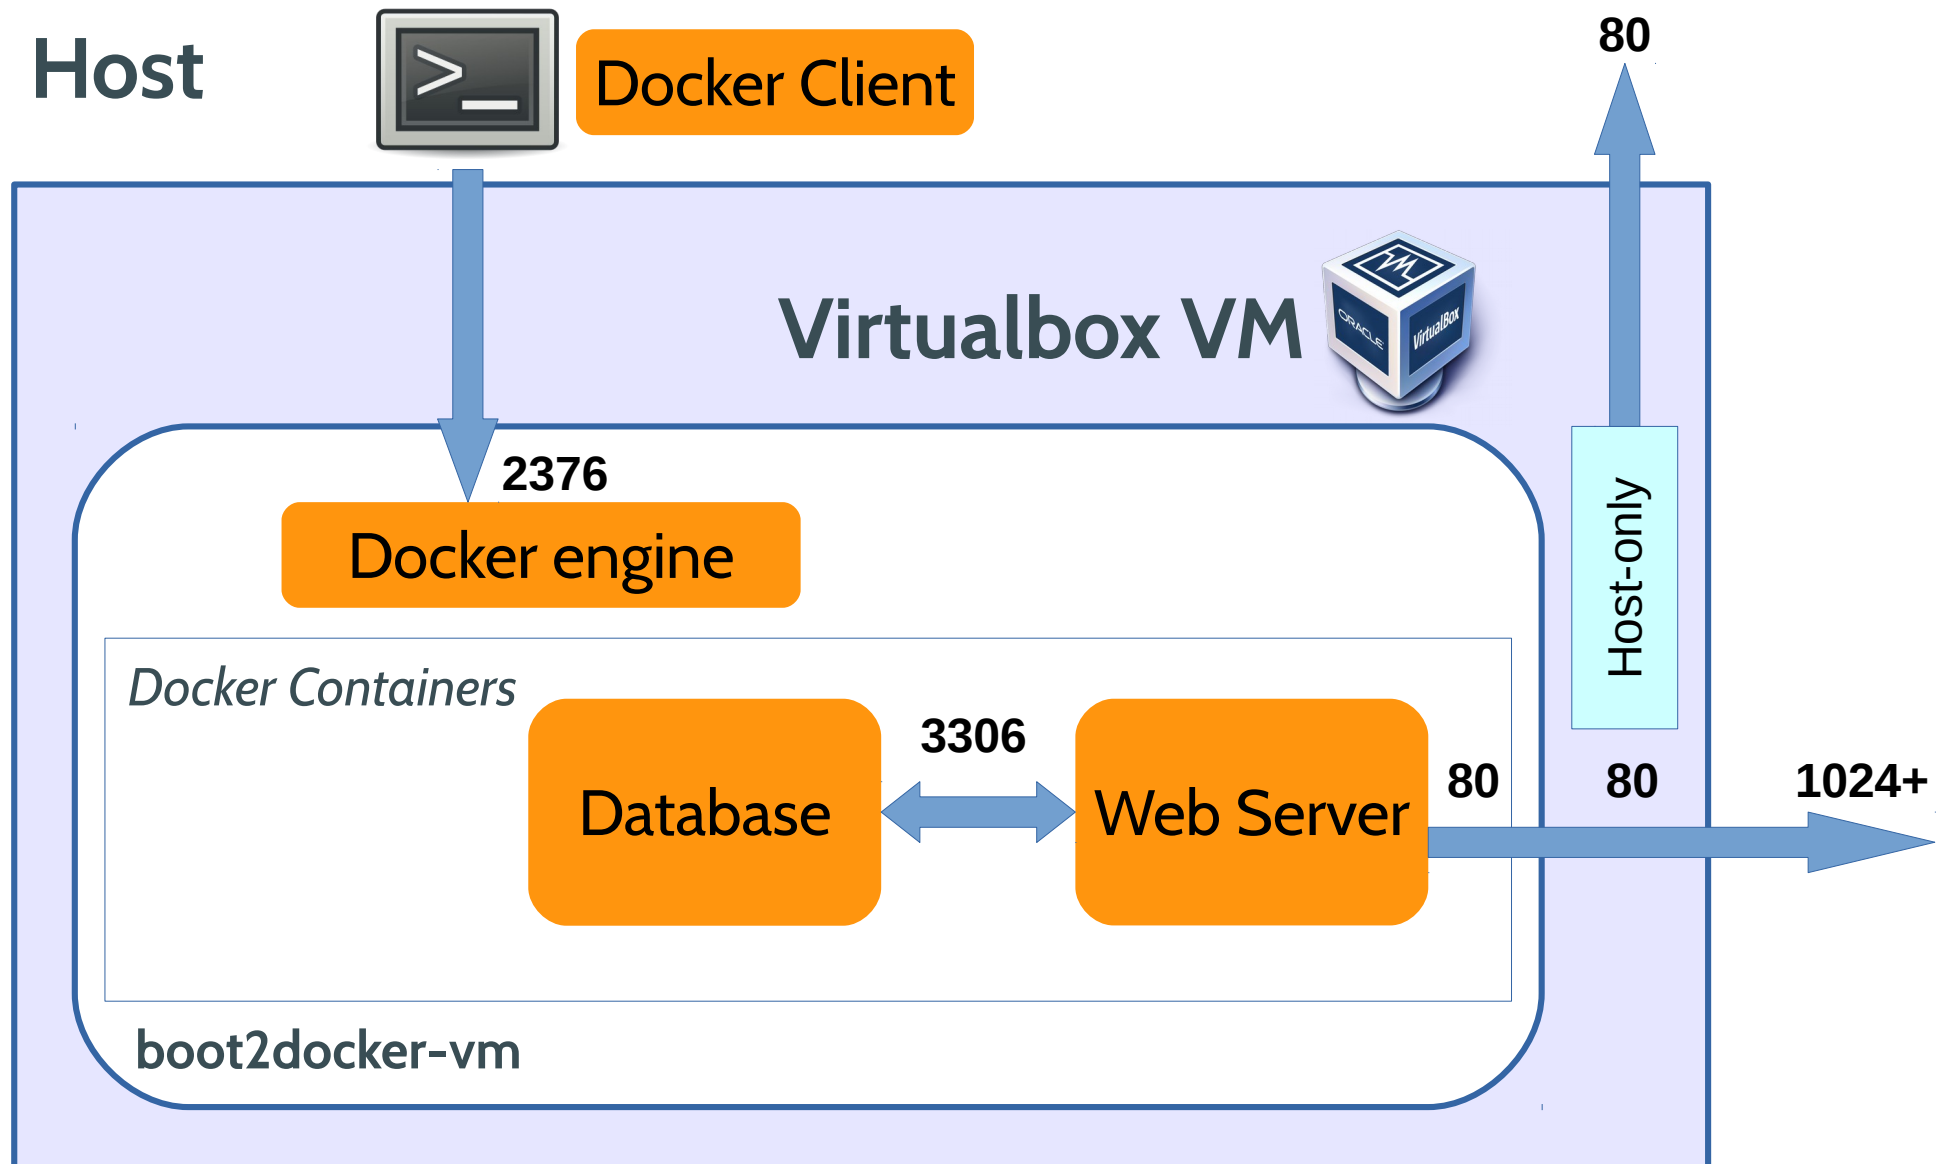 Host
>_
Docker Client
80
Virtualbox VM
ORACLE
VirtualBox
2376
Docker engine
Host-only
Docker Containers
Database
3306
Web Server
80
80
1024+
boot2docker-vm